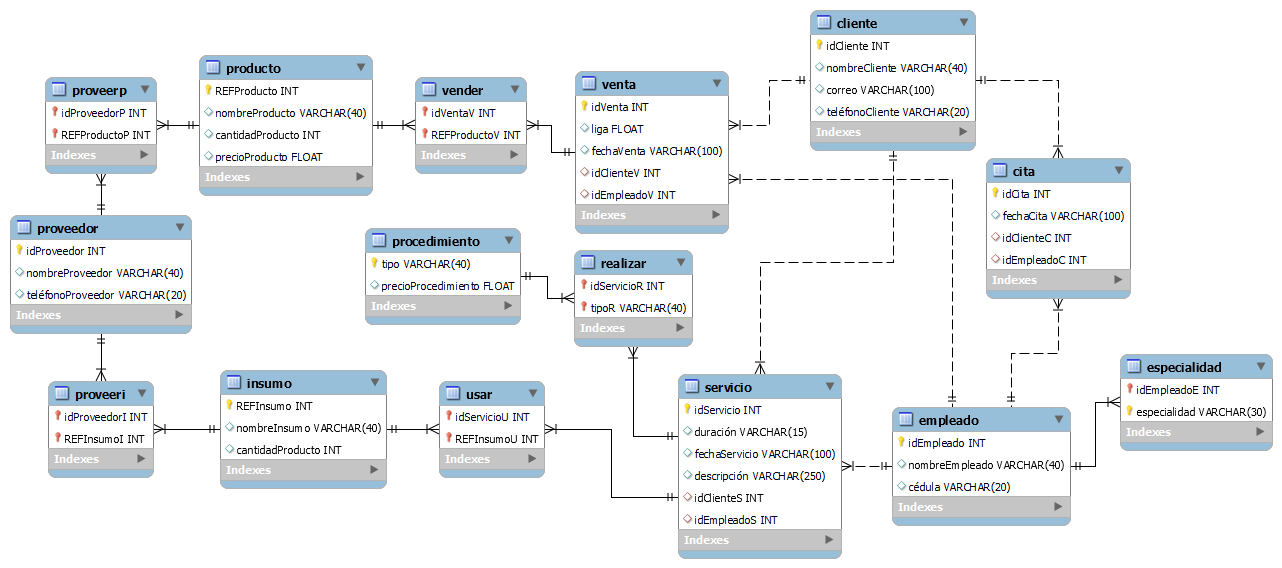 cliente
idCliente INT
nombreCliente VARCHAR(40)
correo VARCHAR(100)
teléfonoCliente VARCHAR(20)
Indexes
producto
REFProducto INT
nombreProducto VARCHAR(40)
cantidadProducto INT
precioProducto FLOAT
Indexes
proveerp
idProveedorP INT
REFProductoP INT
Indexes
vender
idVentaV INT
REFProductoV INT
Indexes
venta
idVenta INT
liga FLOAT
fechaVenta VARCHAR(100)
idClienteV INT
idEmpleadoV INT
Indexes
cita
idCita INT
fechaCita VARCHAR(100)
idClienteC INT
idEmpleadoC INT
Indexes
proveedor
idProveedor INT
nombreProveedor VARCHAR(40)
teléfonoProveedor VARCHAR(20)
Indexes
procedimiento
tipo VARCHAR(40)
precioProcedimiento FLOAT
Indexes
realizar
idServicioR INT
tipoR VARCHAR(40)
Indexes
proveeri
idProveedorI INT
REFInsumoI INT
Indexes
insumo
REFInsumo INT
nombreInsumo VARCHAR(40)
cantidadProducto INT
Indexes
usar
idServicioU INT
REFInsumoU INT
Indexes
servicio
idServicio INT
duración VARCHAR(15)
fechaServicio VARCHAR(100)
descripción VARCHAR(250)
idClienteS INT
idEmpleadoS INT
Indexes
empleado
idEmpleado INT
nombreEmpleado VARCHAR(40)
cédula VARCHAR(20)
Indexes
especialidad
idEmpleadoE INT
especialidad VARCHAR(30)
Indexes